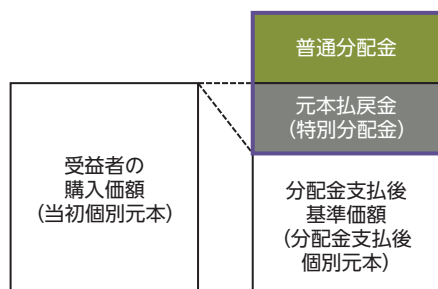 普通分配金
元本払戻金
(特別分配金)
受益者の
購入価額
(当初個別元本)
分配金支払後
基準価額
(分配金支払後
個別元本)